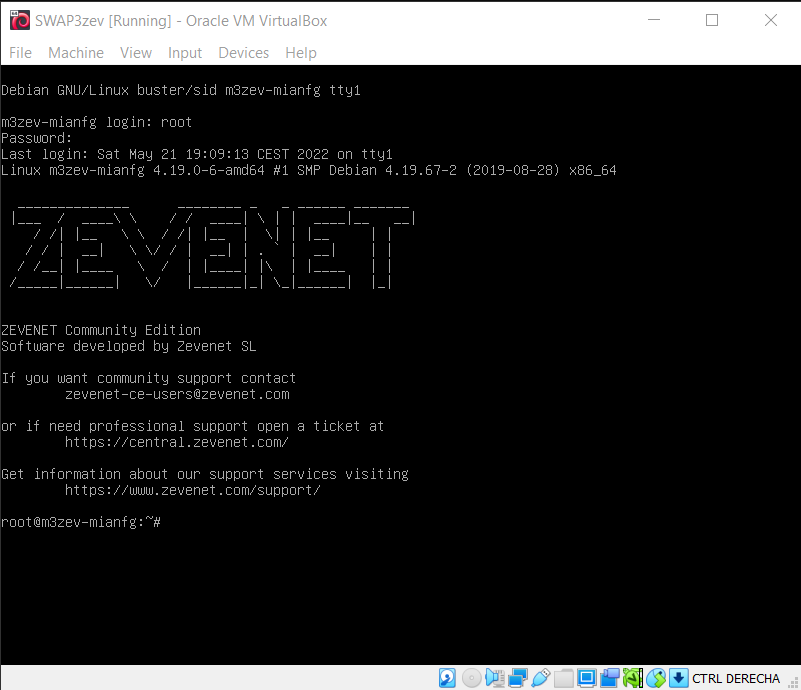 SWAP3zev [Running] - Oracle VM VirtualBox
File Machine View Input Devices Help
Debian GNU/Linux buster/sid m3zev-mianfg tty1
m3zev-mianfg login: root
Password:
Last login: Sat May 21 19:09:13 CEST 2022 on tty1
Linux m3zev-mianfg 4.19.0-6-amd64 #1 SMP Debian 4.19.67-2 (2019-08-28) x86_64
ZEVENET
ZEVENET Community Edition
Software developed by Zevenet SL
If you want community support contact
zevenet-ce-users@zevenet.com
or if need professional support open a ticket at
https://central.zevenet.com/
Get information about our support services visiting
https://www.zevenet.com/support/
root@m3zev-mianfg:~#
CTRL DERECHA